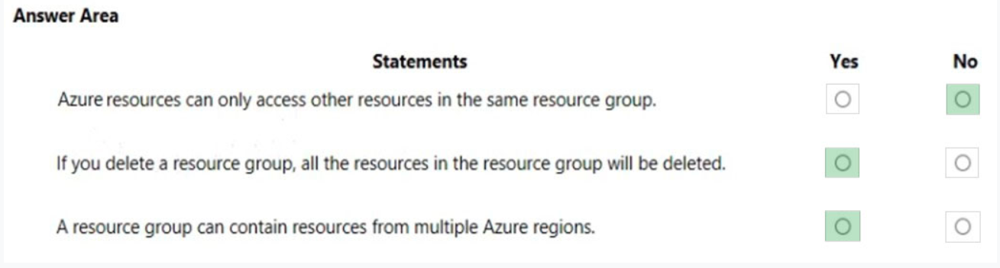 Answer Area
Statements Yes No
Azure resources can only access other resources in the same resource group.
If you delete a resource group, all the resources in the resource group will be deleted.
A resource group can contain resources from multiple Azure regions.